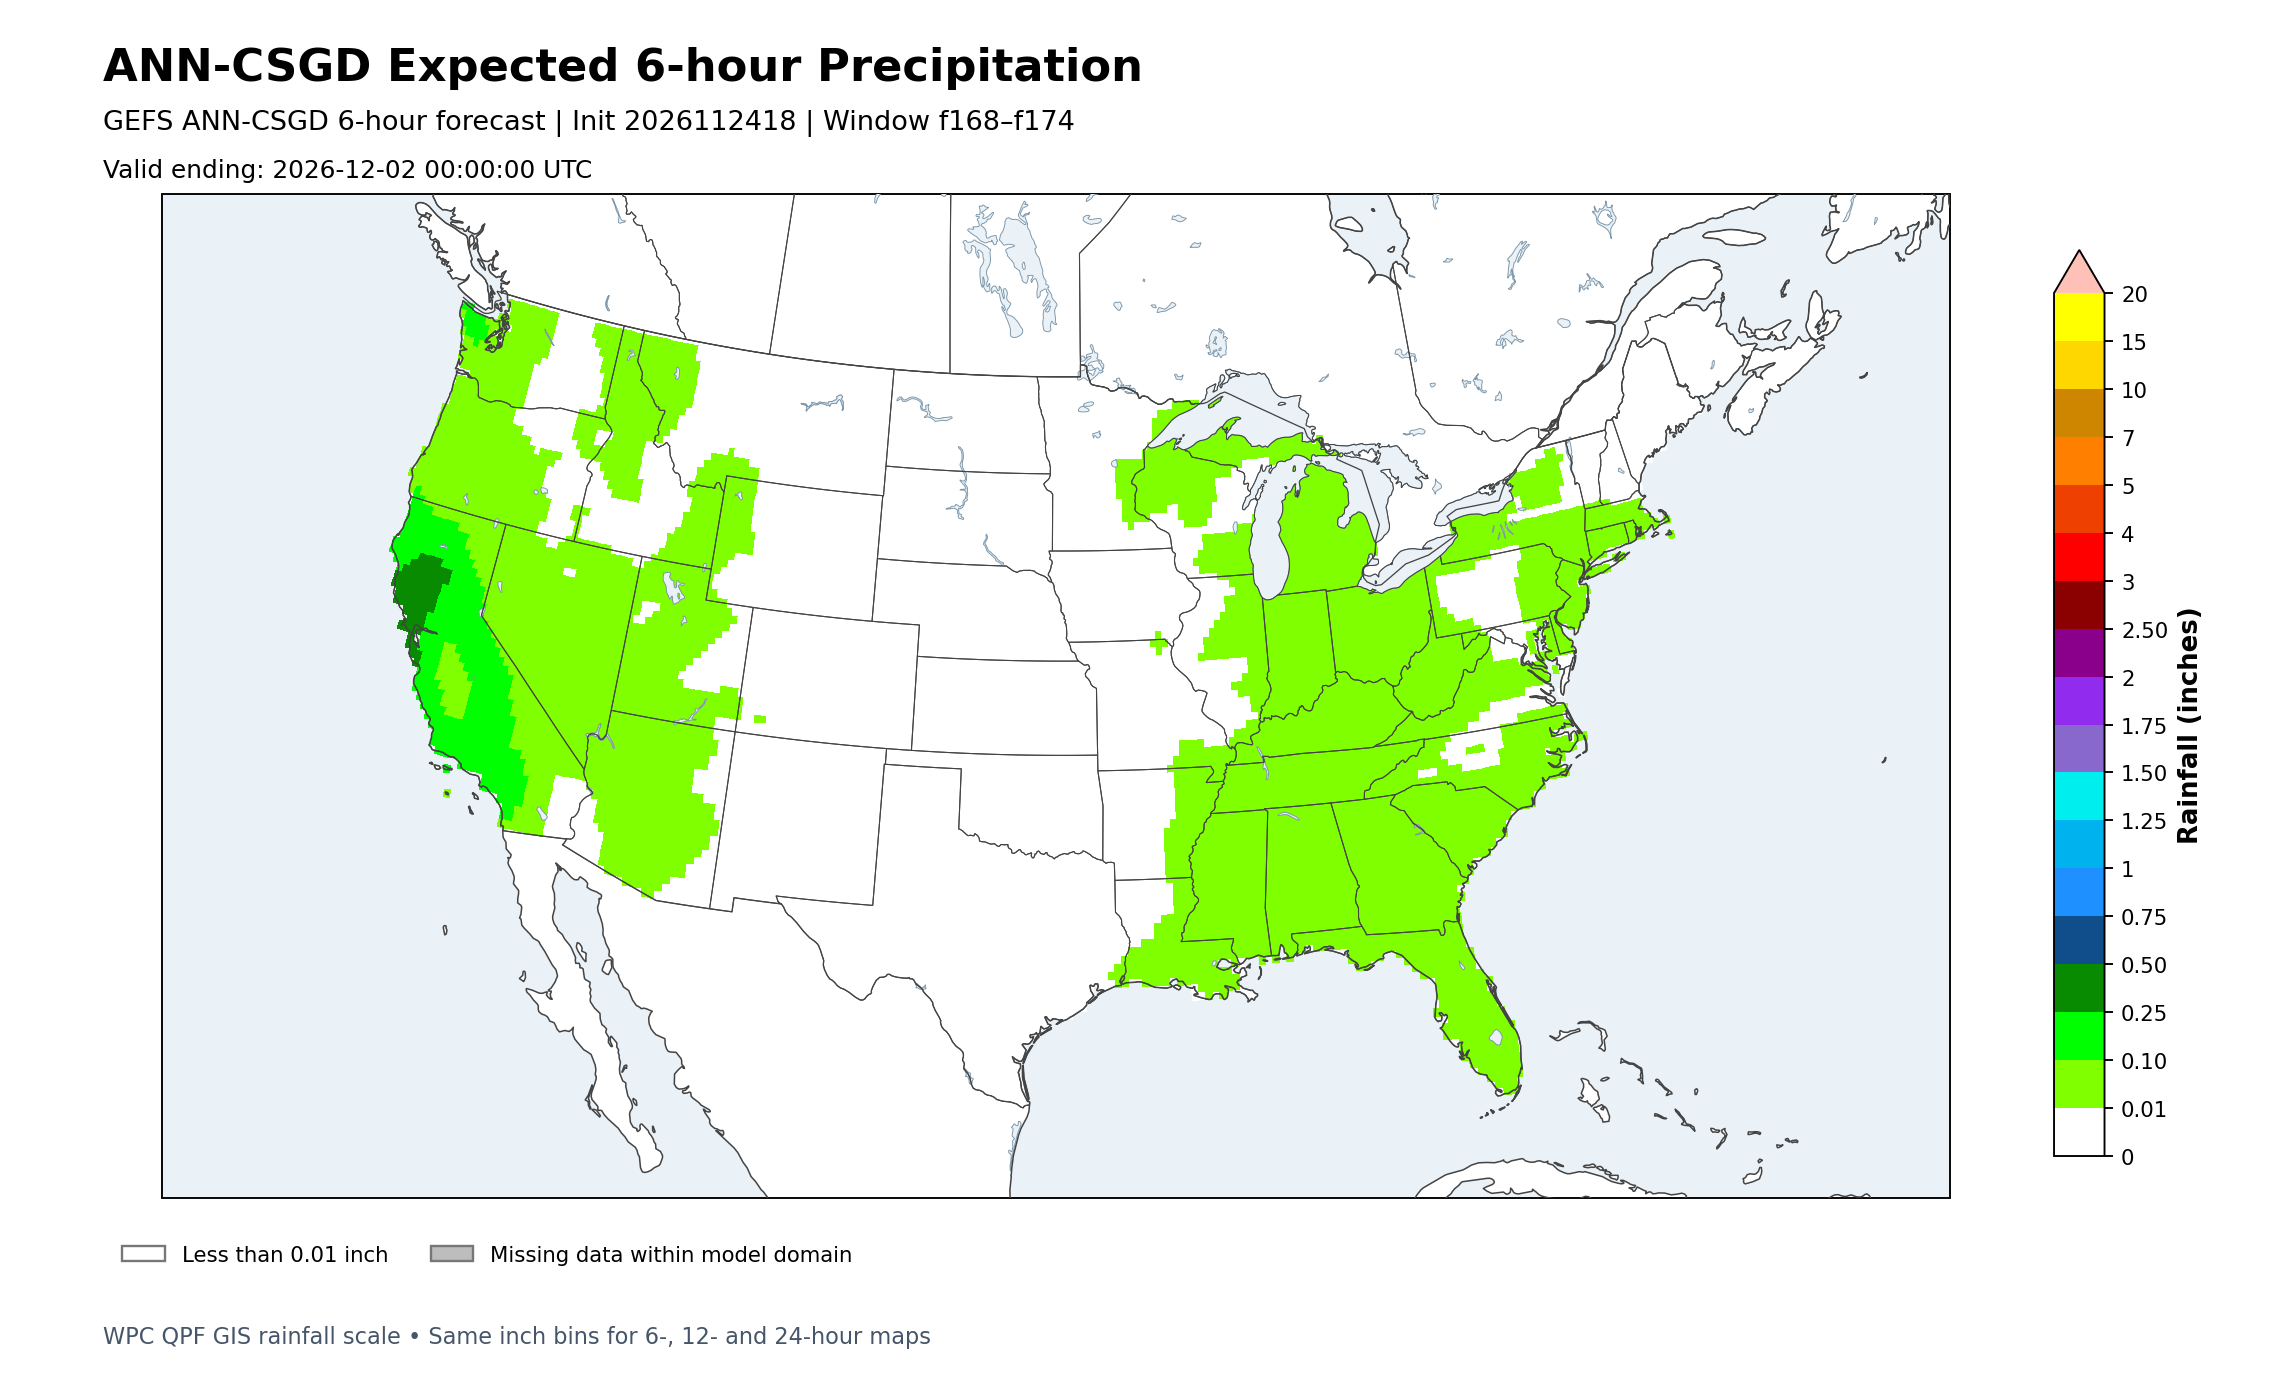 ANN-CSGD Expected 6-hour Precipitation
GEFS ANN-CSGD 6-hour forecast | Init 2026112418 | Window f168–f174
Valid ending: 2026-12-02 00:00:00 UTC
20
15
10
7
5
4
3
2.50
2
1.75
1.50
1.25
1
0.75
0.50
0.25
0.10
0.01
0
Rainfall (inches)
Less than 0.01 inch
Missing data within model domain
WPC QPF GIS rainfall scale • Same inch bins for 6-, 12- and 24-hour maps